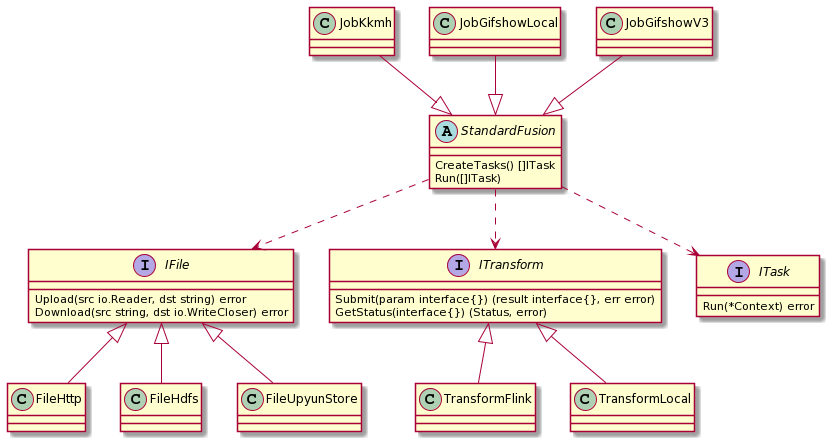 C JobKkmh
C JobGifshowLocal
C JobGifshowV3
A StandardFusion
CreateTasks() []ITask
Run([]ITask)
I IFile
Upload(src io.Reader, dst string) error
Download(src string, dst io.WriteCloser) error
I ITransform
Submit(param interface{}) (result interface{}, err error)
GetStatus(interface{}) (Status, error)
I ITask
Run(*Context) error
C FileHttp
C FileHdfs
C FileUpyunStore
C TransformFlink
C TransformLocal